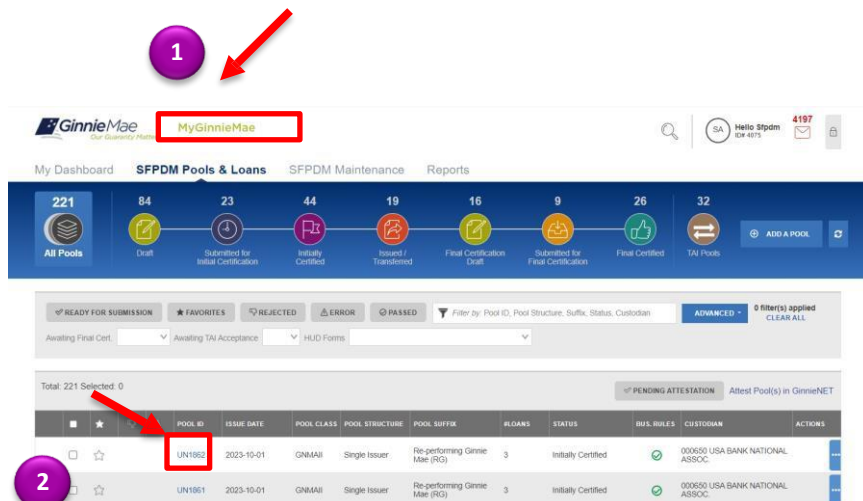 1
GinnieMae
Our Guaranty Matters
MyGinnieMae
SA
Hello Sfpdm
ID# 4075
4197
My Dashboard SFPDM Pools & Loans SFPDM Maintenance Reports
221 84 23 44 19 16 9 26 32
All Pools Draft Submitted for Initial Certification Initially Certified Issued / Transferred Final Certification Draft Submitted for Final Certification Final Certified TAI Pools
ADD A POOL
READY FOR SUBMISSION FAVORITES REJECTED ERROR PASSED Filter by: Pool ID, Pool Structure, Suffix, Status, Custodian ADVANCED 0 filter(s) applied
CLEAR ALL
Awaiting Final Cert. Awaiting TAI Acceptance HUD Forms
Total: 221 Selected: 0 PENDING ATTESTATION Attest Pool(s) in GinnieNET
POOL ID ISSUE DATE POOL CLASS POOL STRUCTURE POOL SUFFIX #LOANS STATUS BUS. RULES CUSTODIAN ACTIONS
UN1862 2023-10-01 GNMAII Single Issuer Re-performing Ginnie Mae (RG) 3 Initially Certified 000650 USA BANK NATIONAL ASSOC.
2
UN1861 2023-10-01 GNMAII Single Issuer Re-performing Ginnie Mae (RG) 3 Initially Certified 000650 USA BANK NATIONAL ASSOC.